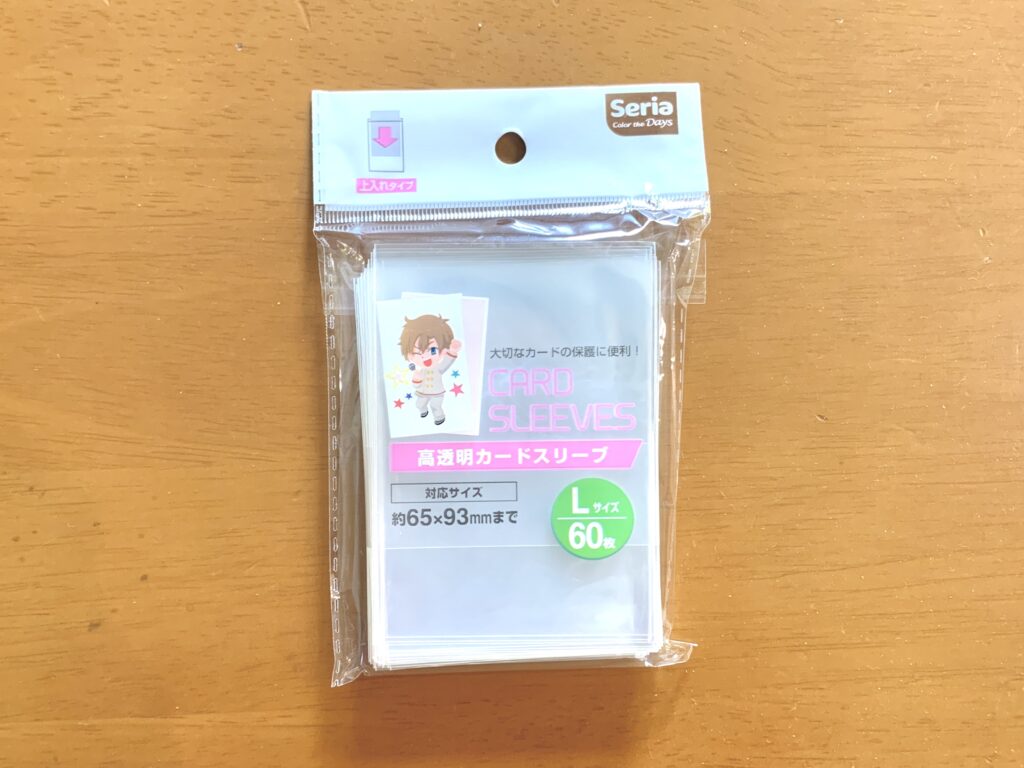 Seria
Color the Days
上入れタイプ
大切なカードの保護に便利！
CARD
SLEEVES
高透明カードスリーブ
対応サイズ
約65×93mmまで
Lサイズ
60枚